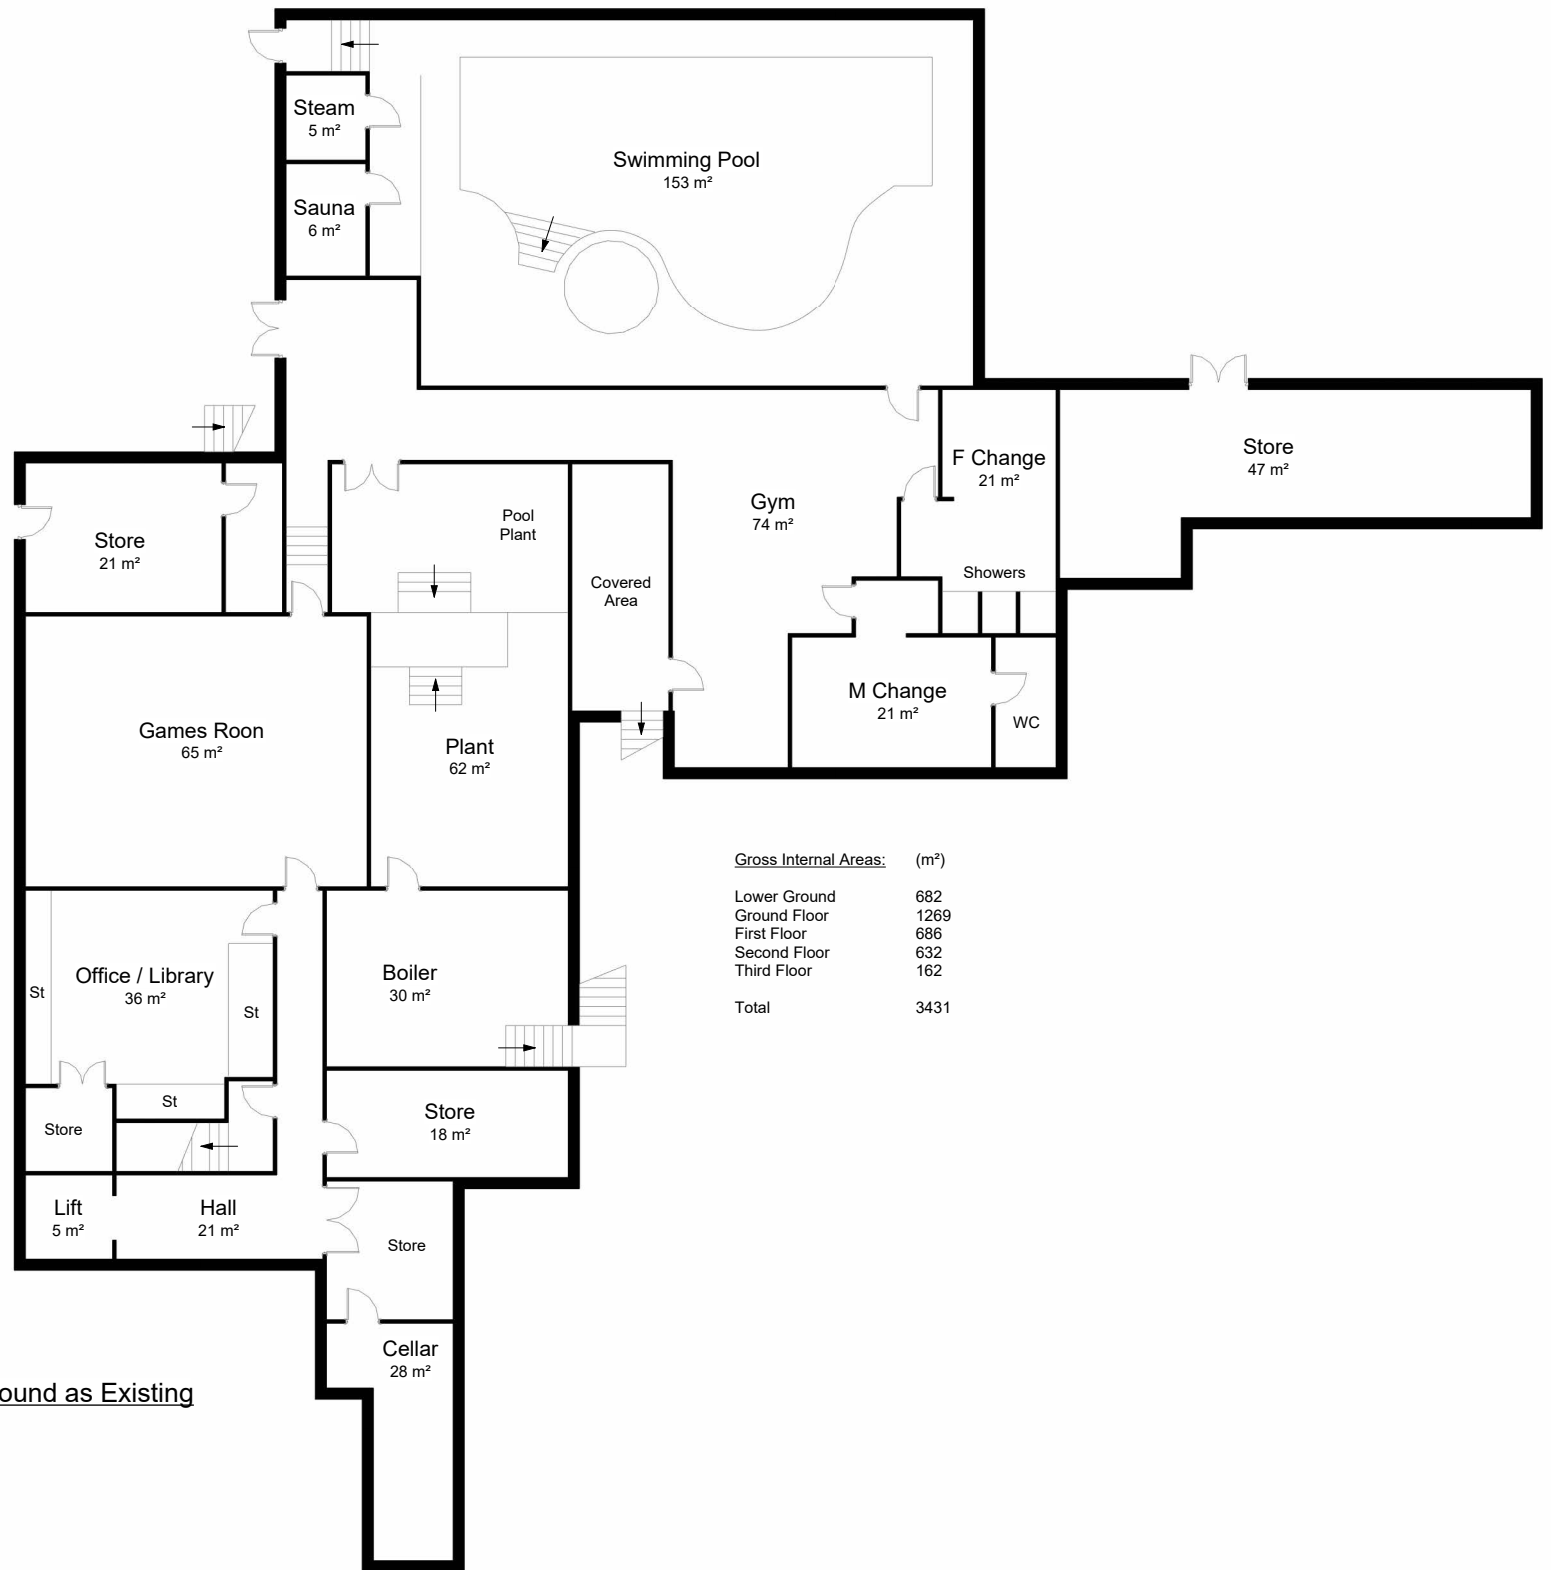 Steam
5 m²
Swimming Pool
153 m²
Sauna
6 m²
F Change
21 m²
Store
47 m²
Gym
74 m²
Pool
Plant
Store
21 m²
Covered
Area
Showers
M Change
21 m²
WC
Games Roon
65 m²
Plant
62 m²
Gross Internal Areas: (m²)
Lower Ground 682
Ground Floor 1269
First Floor 686
Second Floor 632
Third Floor 162
Total 3431
Office / Library
36 m²
St
St
St
Boiler
30 m²
Store
Store
18 m²
Lift
5 m²
Hall
21 m²
Store
Cellar
28 m²
as Existing